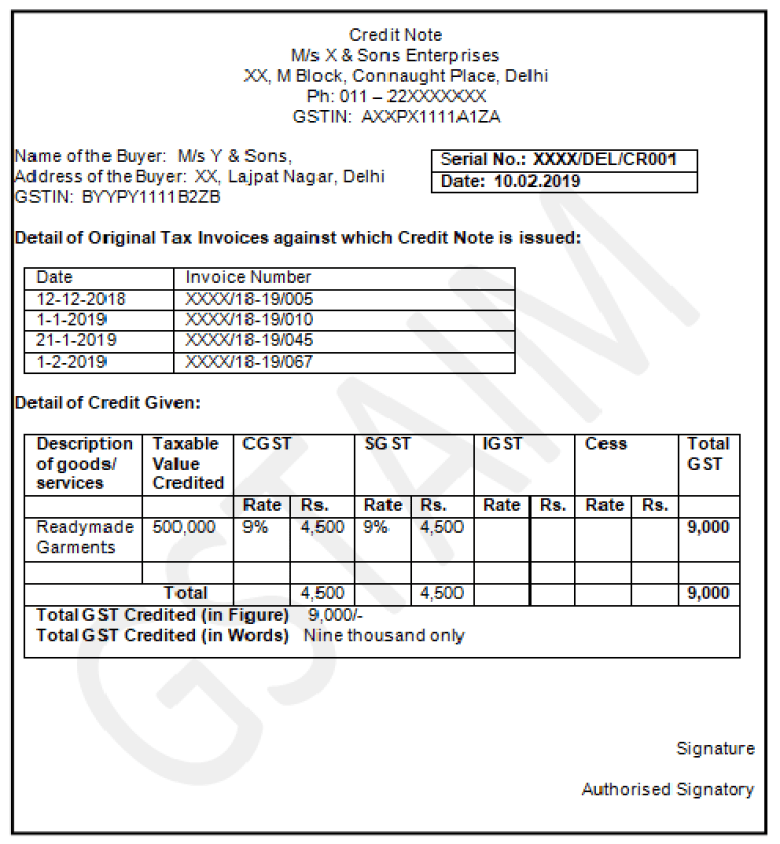 Credit Note
M/s X & Sons Enterprises
XX, M Block, Connaught Place, Delhi
Ph: 011 – 22XXXXXXX
GSTIN: AXXPX1111A1ZA
Name of the Buyer: M/s Y & Sons,
Address of the Buyer: XX, Lajpat Nagar, Delhi
GSTIN: BYYPY1111B2ZB
Serial No.: XXXX/DEL/CR001
Date: 10.02.2019
Detail of Original Tax Invoices against which Credit Note is issued:
Date Invoice Number
12-12-2018 XXXX/18-19/005
1-1-2019 XXXX/18-19/010
21-1-2019 XXXX/18-19/045
1-2-2019 XXXX/18-19/067
Detail of Credit Given:
Description Taxable CGST SGST IGST Cess Total
of goods/ Value GST
services Credited
Rate Rs. Rate Rs. Rate Rs. Rate Rs.
Readymade 500,000 9% 4,500 9% 4,500 9,000
Garments
Total 4,500 4,500 9,000
Total GST Credited (in Figure) 9,000/-
Total GST Credited (in Words) Nine thousand only
Signature
Authorised Signatory
GSTAIM